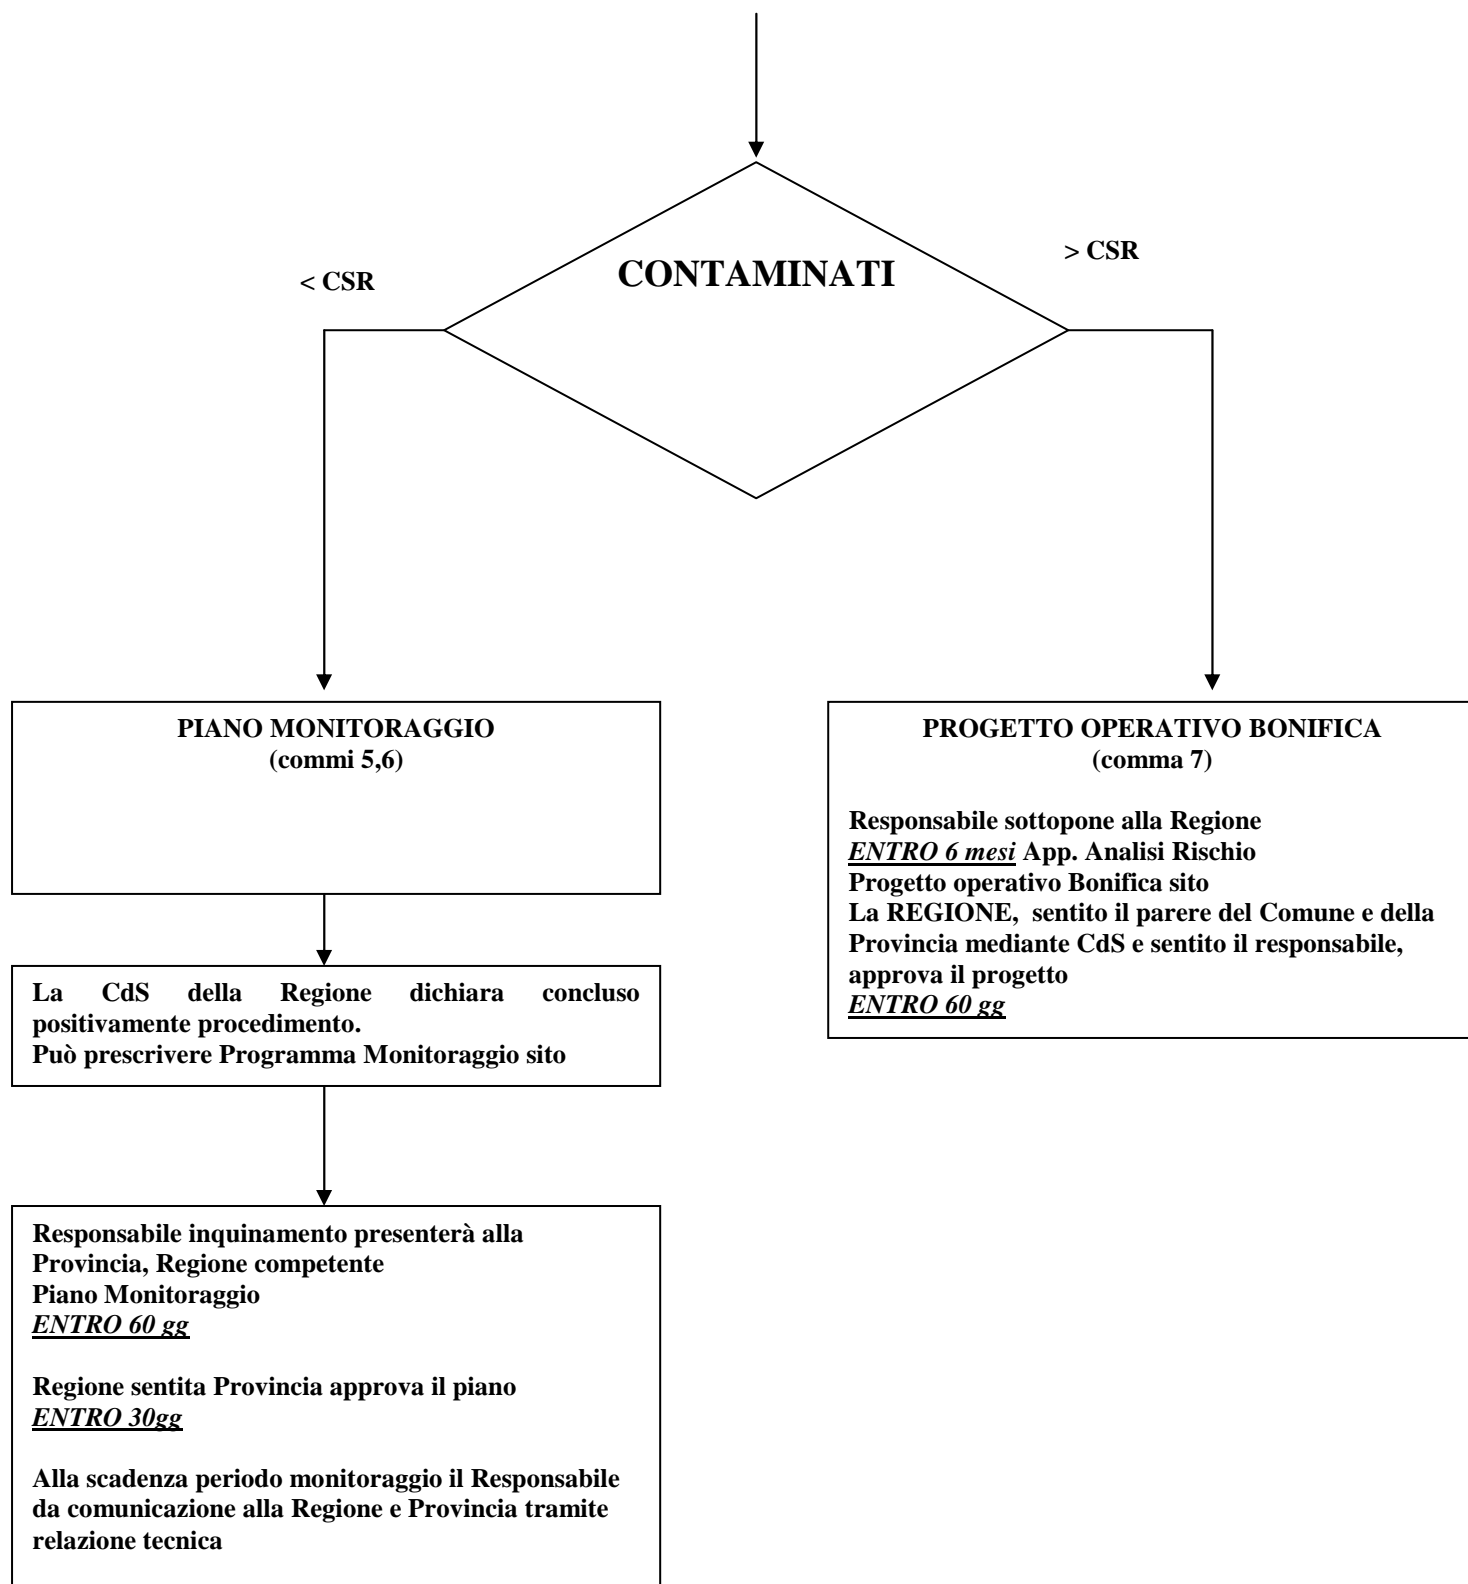 CONTAMINATI
< CSR
> CSR
PIANO MONITORAGGIO
(commi 5,6)
La CdS della Regione dichiara concluso
positivamente procedimento.
Può prescrivere Programma Monitoraggio sito
Responsabile inquinamento presenterà alla
Provincia, Regione competente
Piano Monitoraggio
ENTRO 60 gg
Regione sentita Provincia approva il piano
ENTRO 30gg
Alla scadenza periodo monitoraggio il Responsabile
da comunicazione alla Regione e Provincia tramite
relazione tecnica
PROGETTO OPERATIVO BONIFICA
(comma 7)
Responsabile sottopone alla Regione
ENTRO 6 mesi App. Analisi Rischio
Progetto operativo Bonifica sito
La REGIONE, sentito il parere del Comune e della
Provincia mediante CdS e sentito il responsabile,
approva il progetto
ENTRO 60 gg